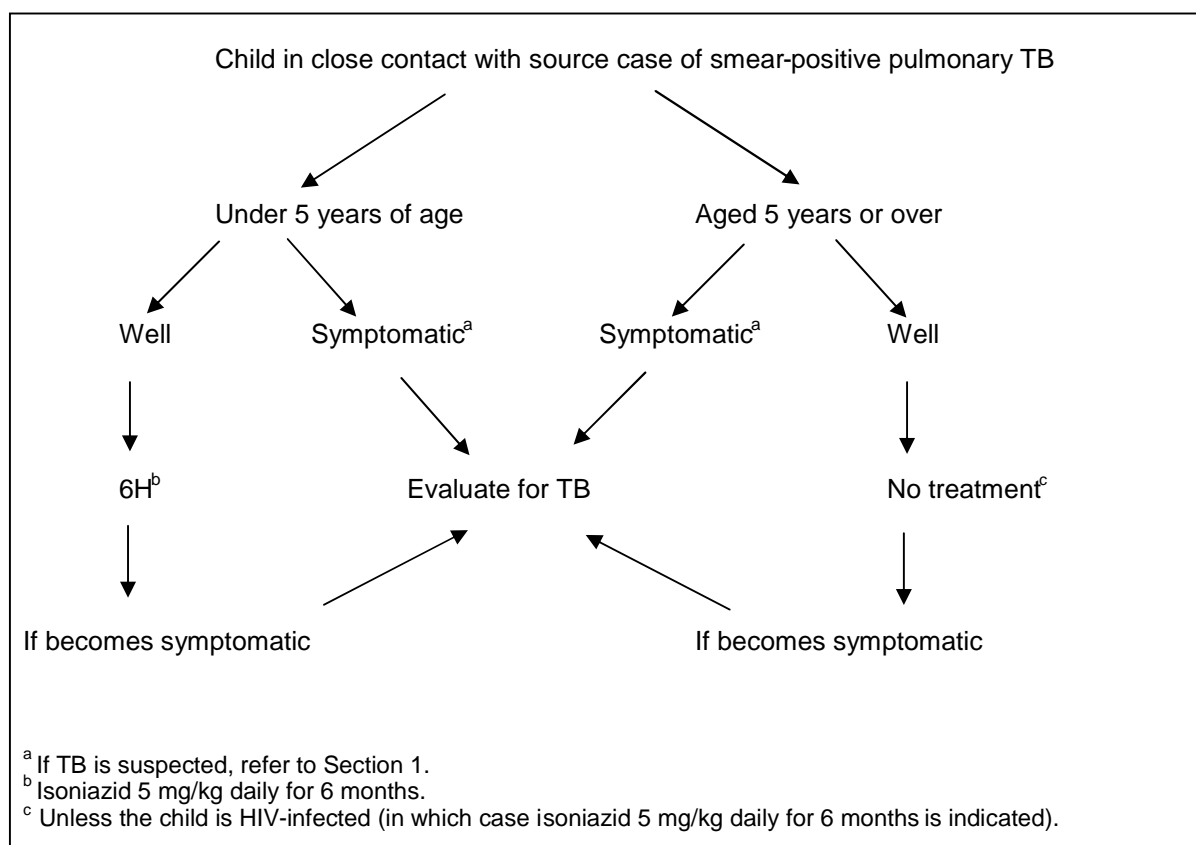 Child in close contact with source case of smear-positive pulmonary TB
Under 5 years of age
Aged 5 years or over
Well
Symptomatic^a
Symptomatic^a
Well
6H^b
Evaluate for TB
No treatment^c
If becomes symptomatic
If becomes symptomatic
^a If TB is suspected, refer to Section 1.
^b Isoniazid 5 mg/kg daily for 6 months.
^c Unless the child is HIV-infected (in which case isoniazid 5 mg/kg daily for 6 months is indicated).